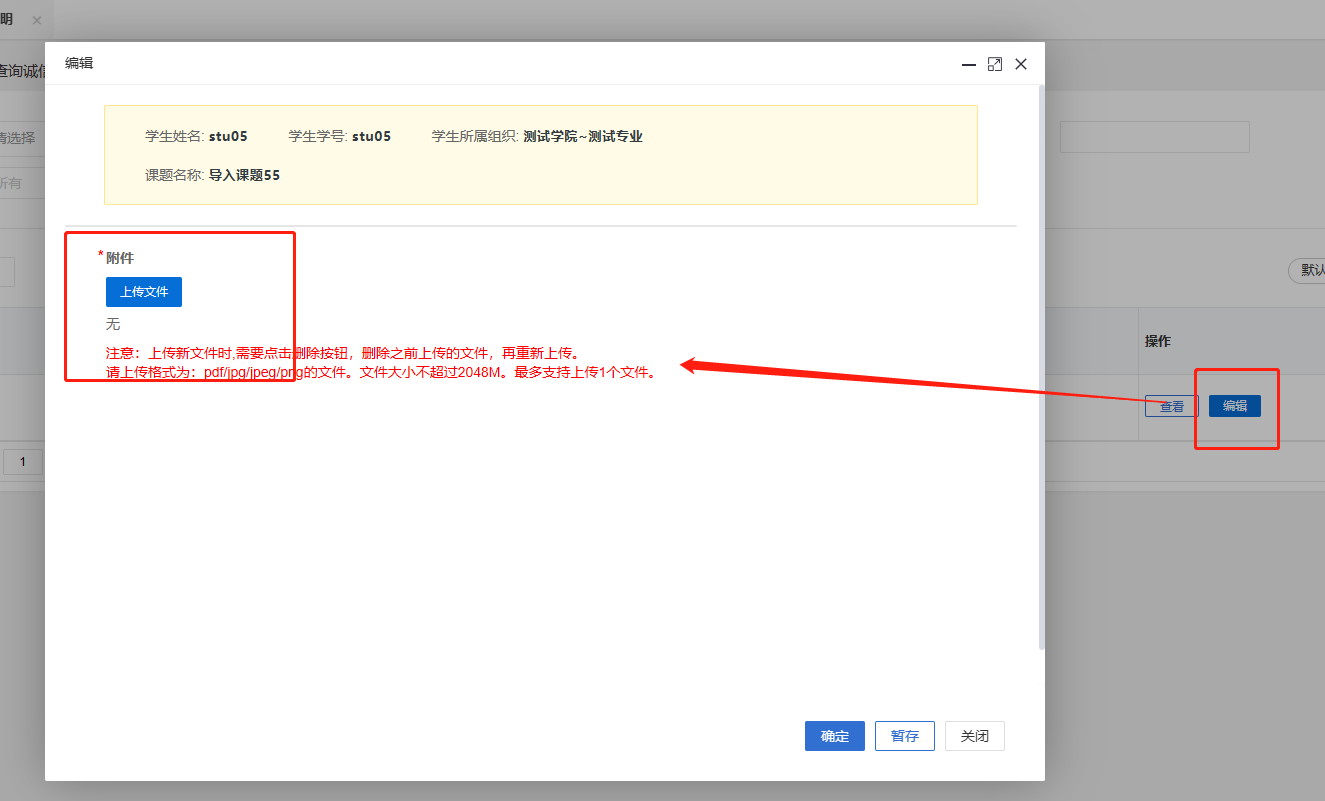 明
编辑
查询诚信
学生姓名: stu05 学生学号: stu05 学生所属组织: 测试学院~测试专业
请选择
课题名称: 导入课题55
所有
*附件
默认
上传文件
无
操作
注意：上传新文件时,需要点击删除按钮，删除之前上传的文件，再重新上传。
请上传格式为：pdf/jpg/jpeg/png的文件。文件大小不超过2048M。最多支持上传1个文件。
查看 编辑
1
确定 暂存 关闭